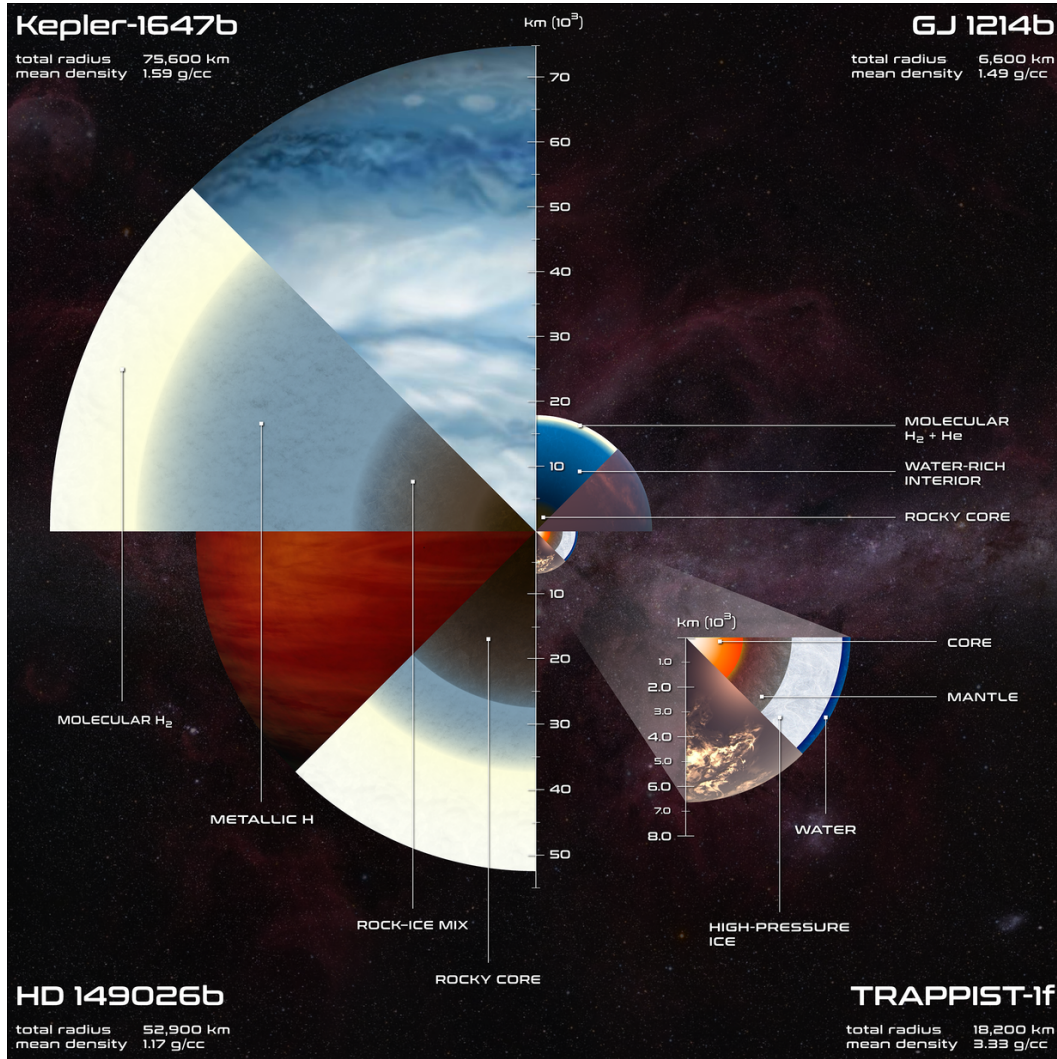 Kepler-1647b
total radius 75,600 km
mean density 1.59 g/cc
km (10³)
GJ 1214b
total radius 6,600 km
mean density 1.49 g/cc
70
60
50
40
30
20
10
MOLECULAR
H₂ + He
WATER-RICH
INTERIOR
ROCKY CORE
10
20
30
40
50
km (10³)
1.0
2.0
3.0
4.0
5.0
6.0
7.0
8.0
CORE
MANTLE
WATER
HIGH-PRESSURE
ICE
MOLECULAR H₂
METALLIC H
ROCK-ICE MIX
ROCKY CORE
HD 149026b
total radius 52,900 km
mean density 1.17 g/cc
TRAPPIST-1f
total radius 18,200 km
mean density 3.33 g/cc